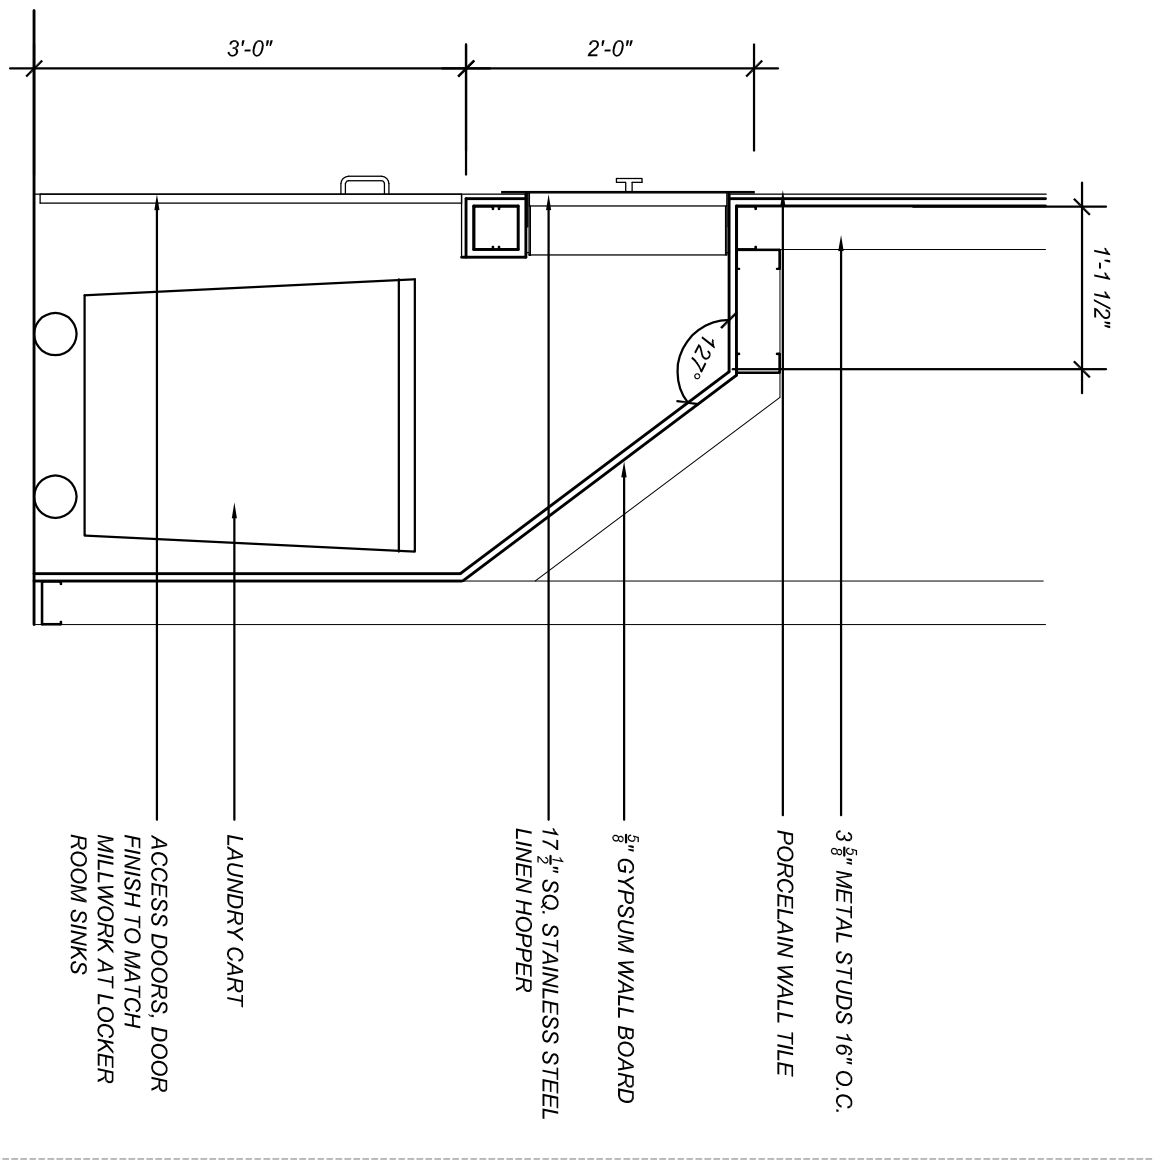 3'-0"
2'-0"
1'-1 1/2"
127°
3 5/8" METAL STUDS 16" O.C.
PORCELAIN WALL TILE
5/8" GYPSUM WALL BOARD
17 1/2" SQ. STAINLESS STEEL
LINEN HOPPER
LAUNDRY CART
ACCESS DOORS, DOOR
FINISH TO MATCH
MILLWORK AT LOCKER
ROOM SINKS